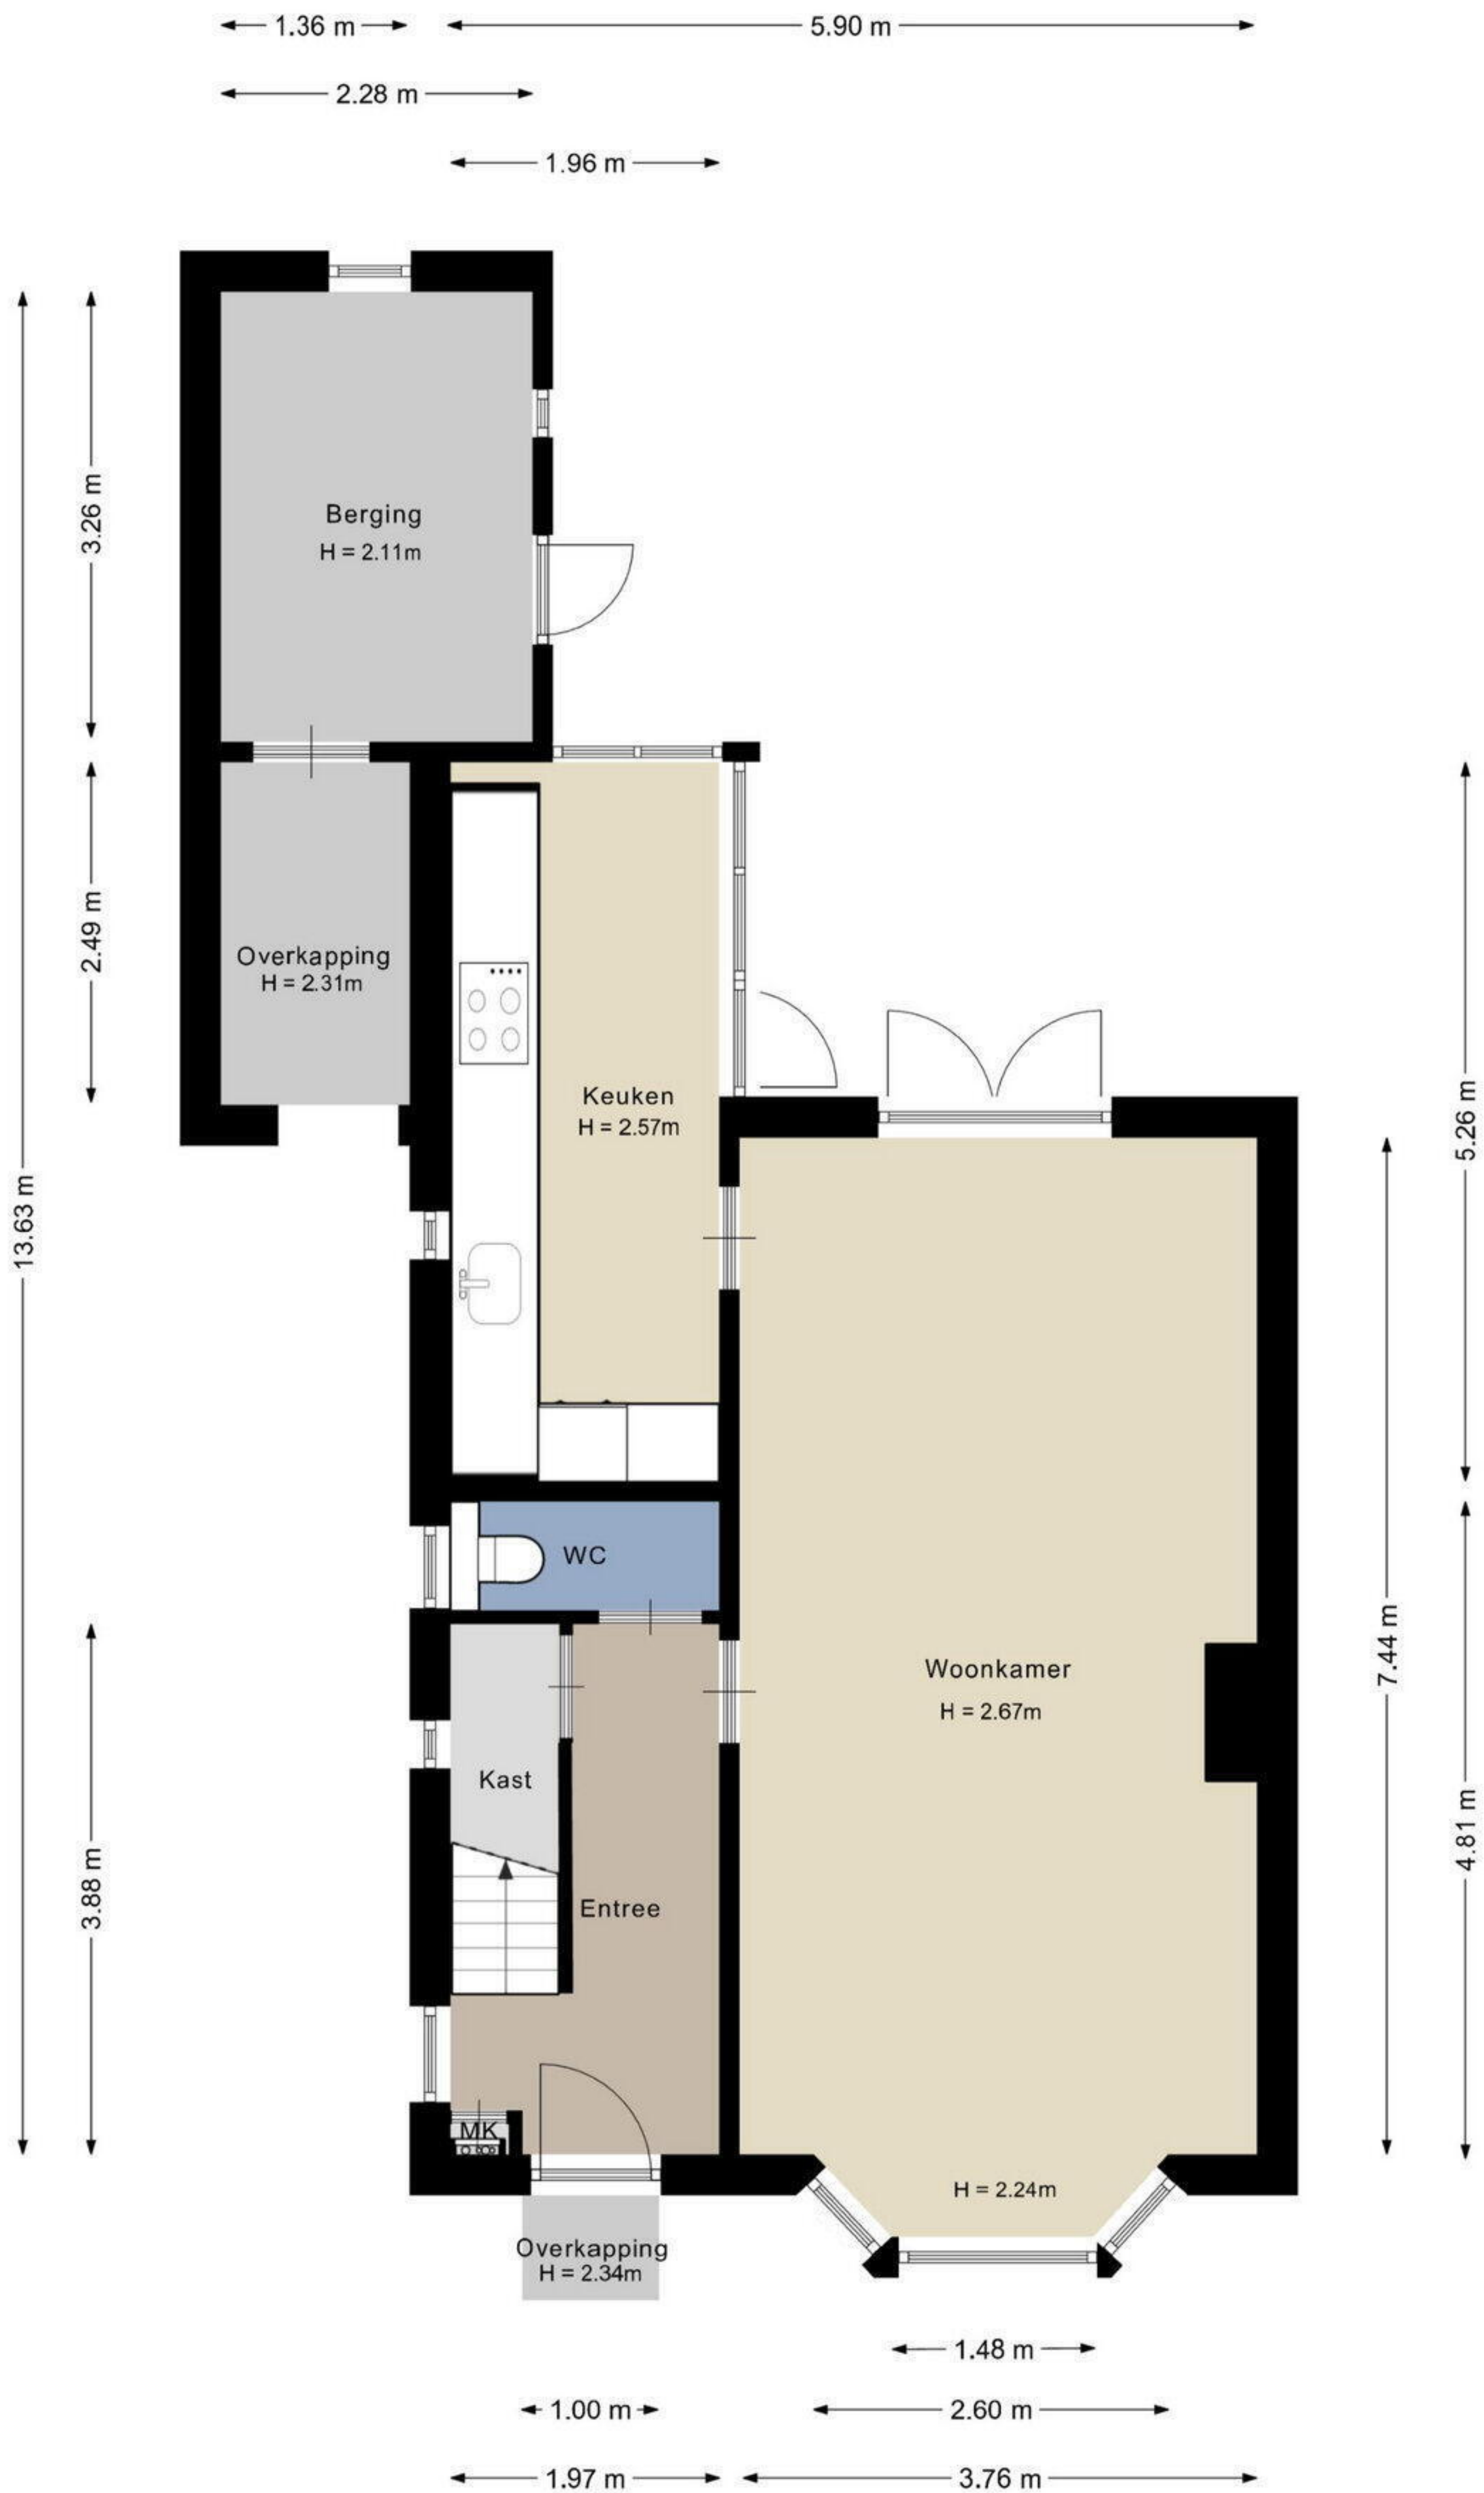 1.36 m
5.90 m
2.28 m
1.96 m
Berging
H = 2.11m
3.26 m
Overkapping
H = 2.31m
2.49 m
Keuken
H = 2.57m
5.26 m
13.63 m
WC
Woonkamer
H = 2.67m
7.44 m
Kast
4.81 m
3.88 m
Entree
MK
H = 2.24m
Overkapping
H = 2.34m
1.48 m
1.00 m
2.60 m
1.97 m
3.76 m